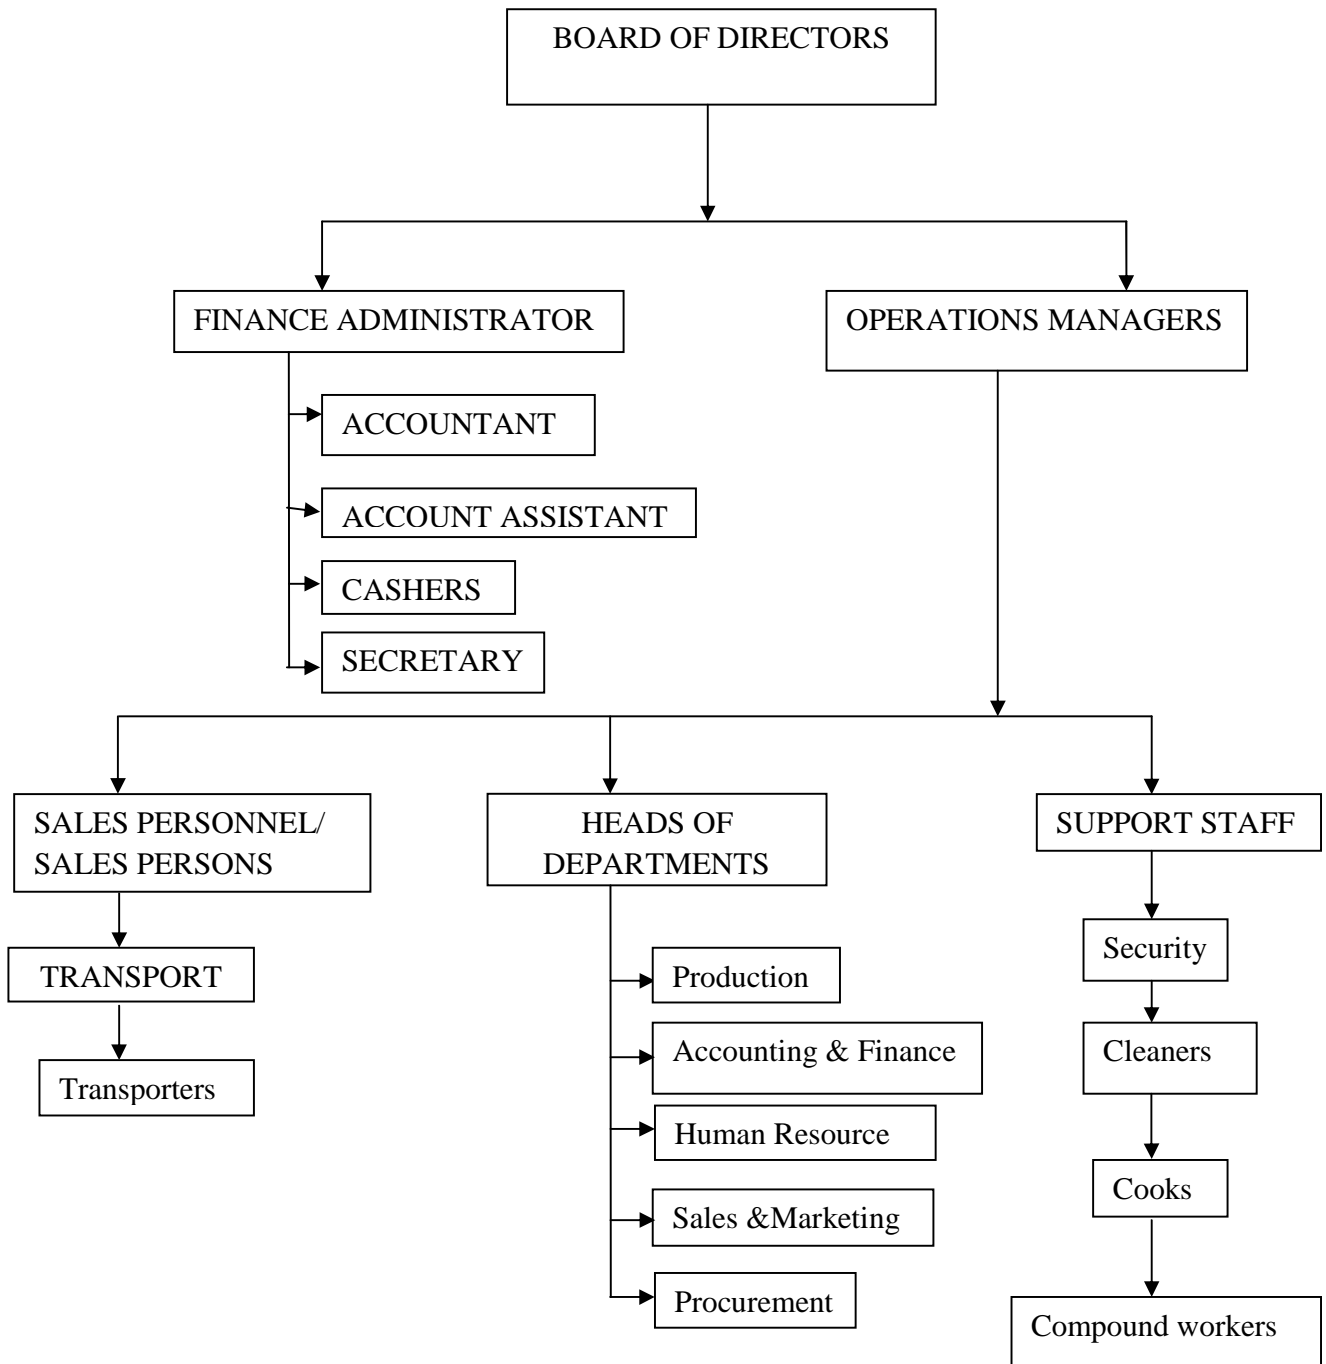 BOARD OF DIRECTORS
FINANCE ADMINISTRATOR
OPERATIONS MANAGERS
ACCOUNTANT
ACCOUNT ASSISTANT
CASHERS
SECRETARY
SALES PERSONNEL/
SALES PERSONS
TRANSPORT
Transporters
HEADS OF
DEPARTMENTS
Production
Accounting & Finance
Human Resource
Sales &Marketing
Procurement
SUPPORT STAFF
Security
Cleaners
Cooks
Compound workers